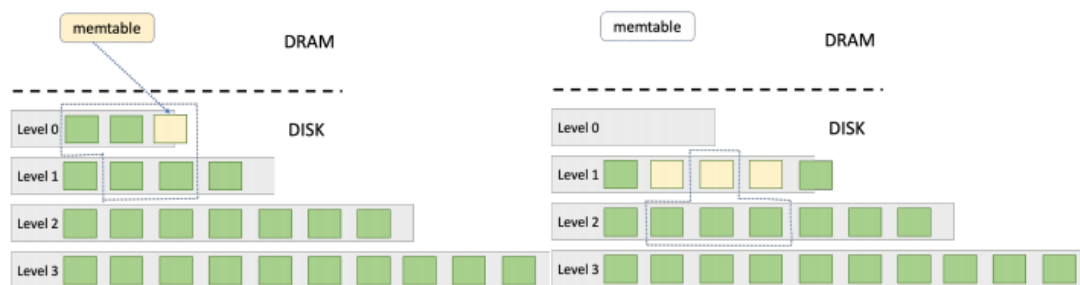 memtable
DRAM
Level 0
DISK
Level 1
Level 2
Level 3
memtable
DRAM
Level 0
DISK
Level 1
Level 2
Level 3